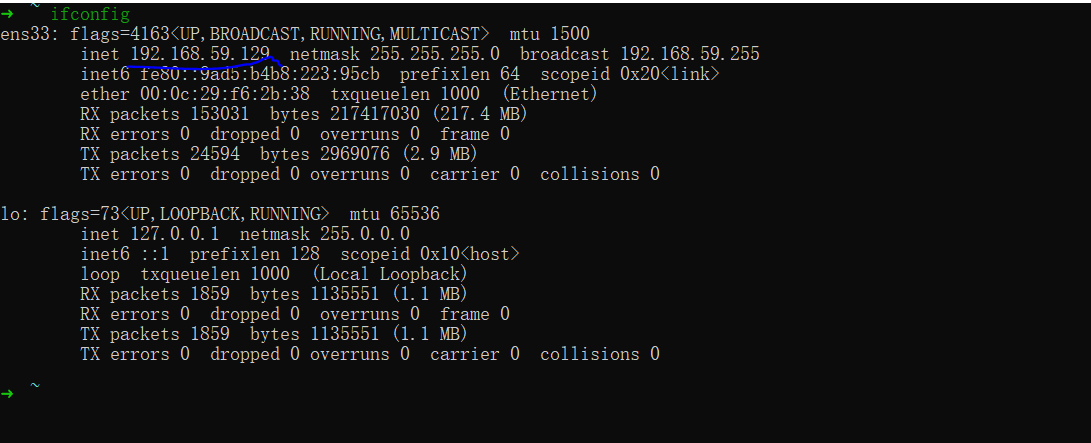 ➜ ~ ifconfig
ens33: flags=4163<UP,BROADCAST,RUNNING,MULTICAST> mtu 1500
inet 192.168.59.129 netmask 255.255.255.0 broadcast 192.168.59.255
inet6 fe80::9ad5:b4b8:223:95cb prefixlen 64 scopeid 0x20<link>
ether 00:0c:29:f6:2b:38 txqueuelen 1000 (Ethernet)
RX packets 153031 bytes 217417030 (217.4 MB)
RX errors 0 dropped 0 overruns 0 frame 0
TX packets 24594 bytes 2969076 (2.9 MB)
TX errors 0 dropped 0 overruns 0 carrier 0 collisions 0
lo: flags=73<UP,LOOPBACK,RUNNING> mtu 65536
inet 127.0.0.1 netmask 255.0.0.0
inet6 ::1 prefixlen 128 scopeid 0x10<host>
loop txqueuelen 1000 (Local Loopback)
RX packets 1859 bytes 1135551 (1.1 MB)
RX errors 0 dropped 0 overruns 0 frame 0
TX packets 1859 bytes 1135551 (1.1 MB)
TX errors 0 dropped 0 overruns 0 carrier 0 collisions 0
➜ ~